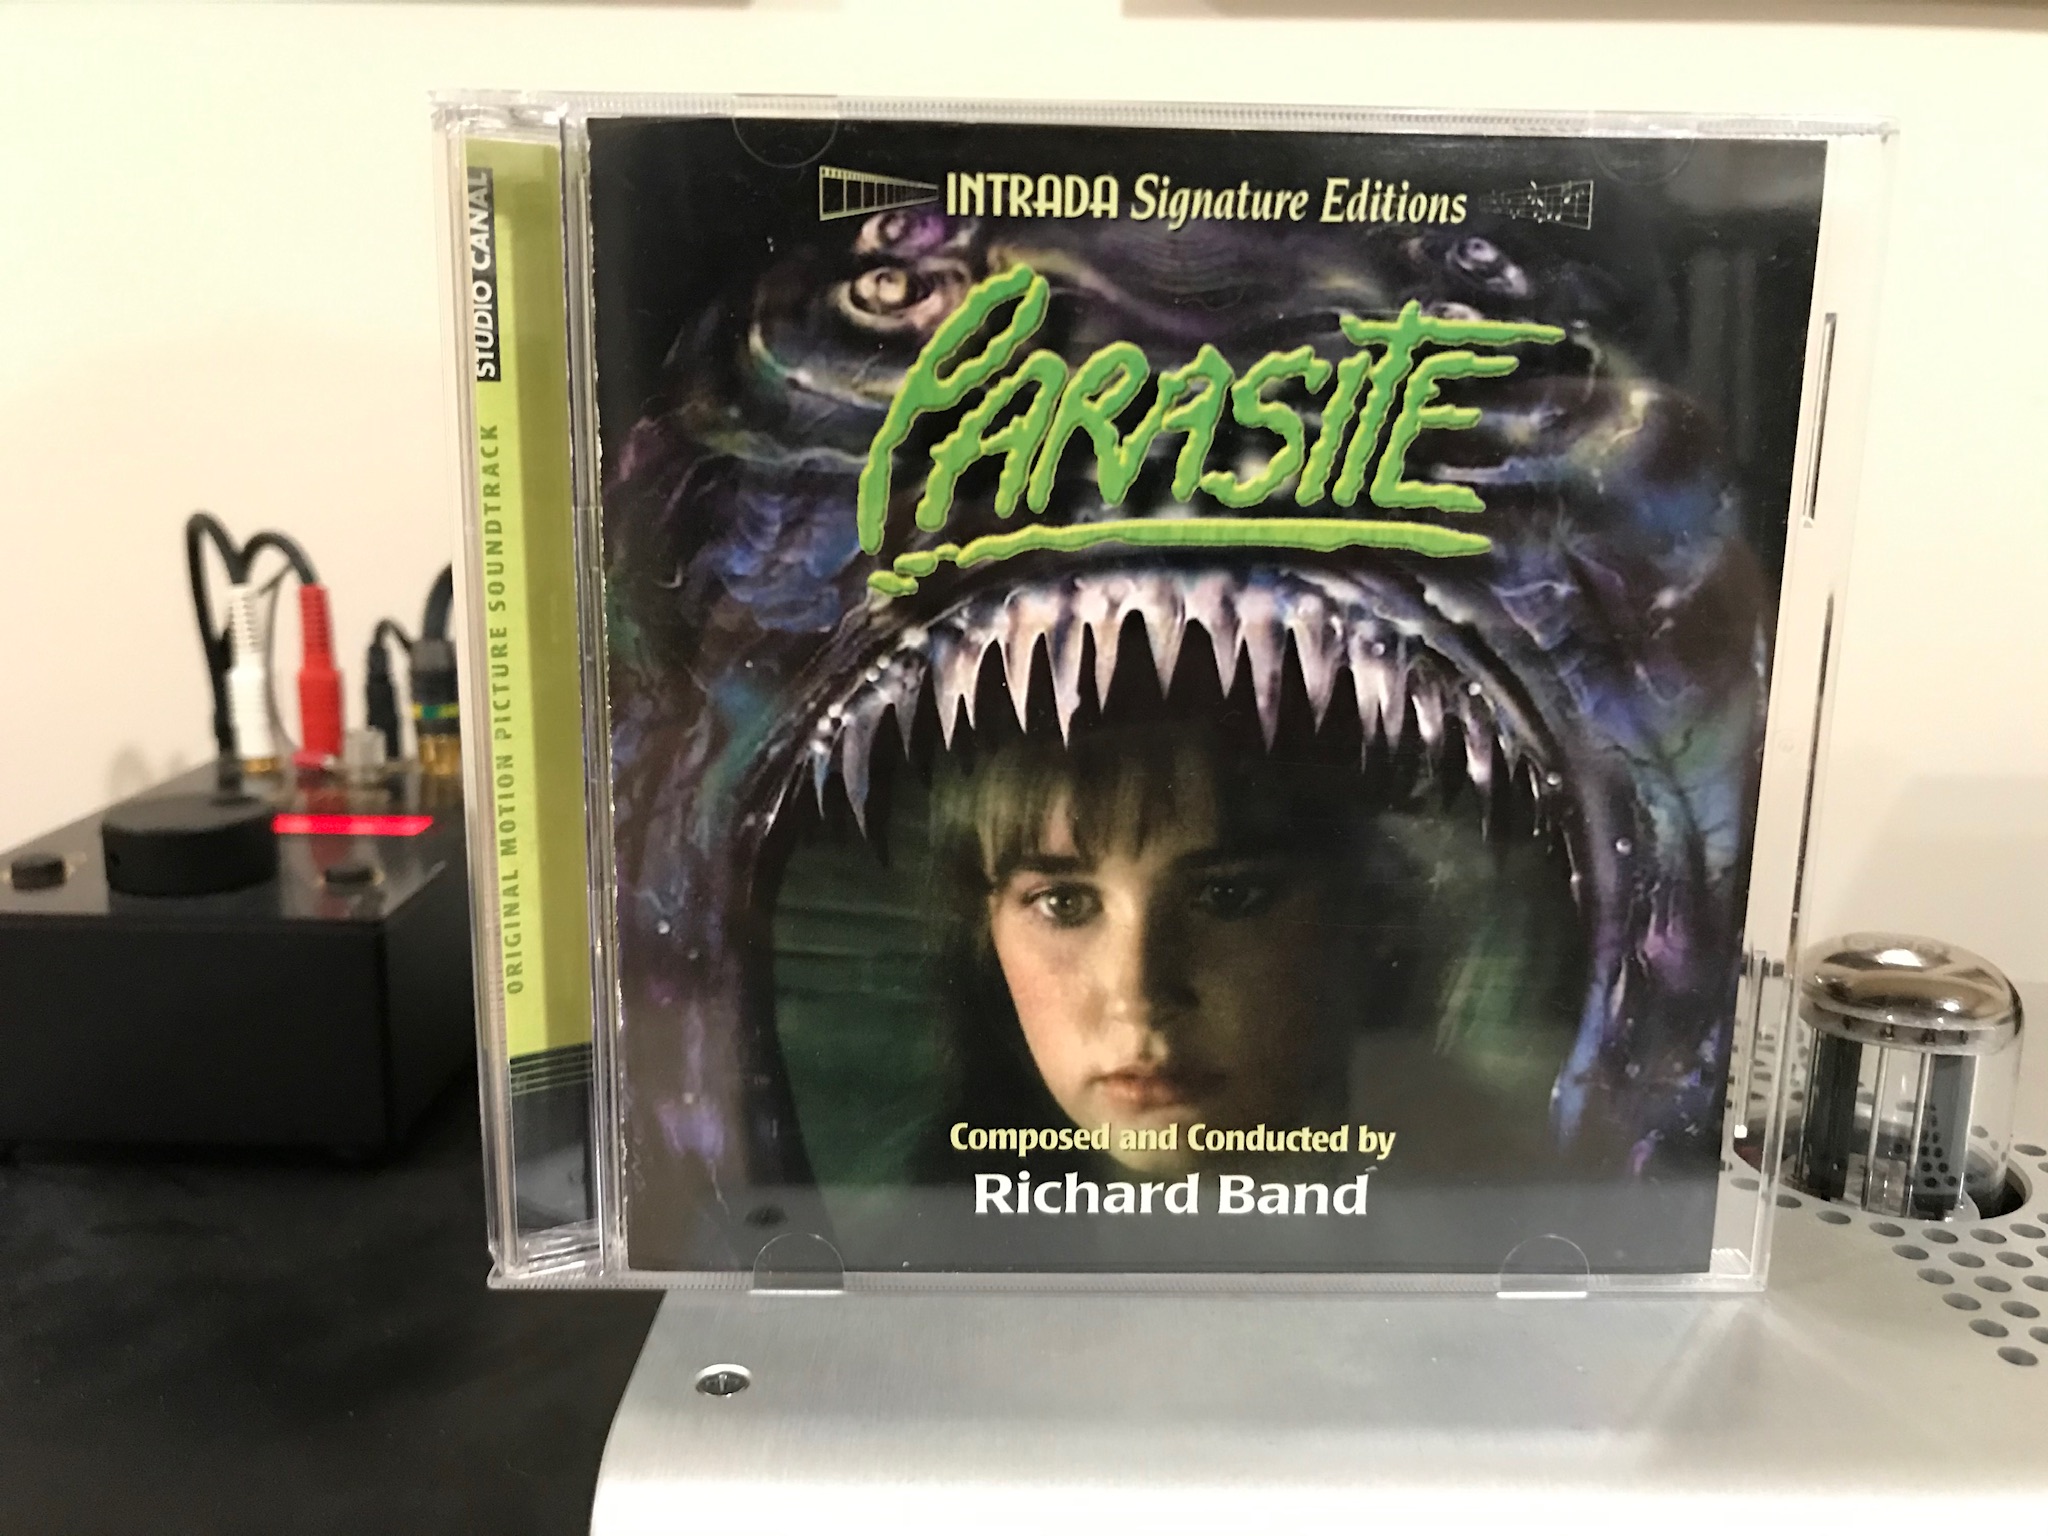 INTRADA Signature Editions
PARASITE
Composed and Conducted by
Richard Band
ORIGINAL MOTION PICTURE SOUNDTRACK
STUDIO CANAL